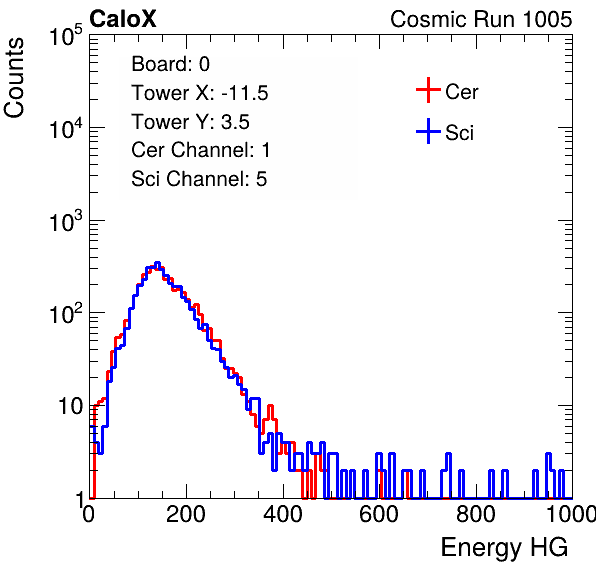 CaloX Cosmic Run 1005
Counts
10^5
10^4
10^3
10^2
10
1
Board: 0
Tower X: -11.5
Tower Y: 3.5
Cer Channel: 1
Sci Channel: 5
Cer
Sci
0 200 400 600 800 1000
Energy HG